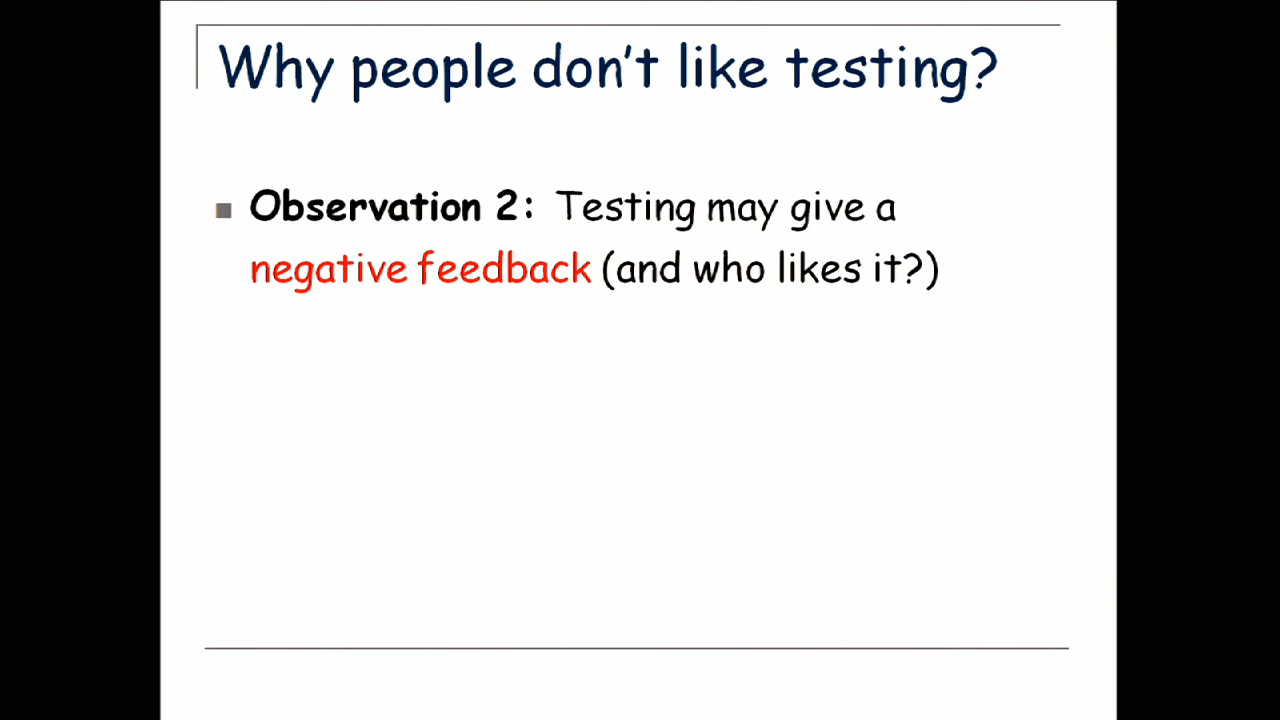 Why people don't like testing?
Observation 2: Testing may give a
negative feedback (and who likes it?)